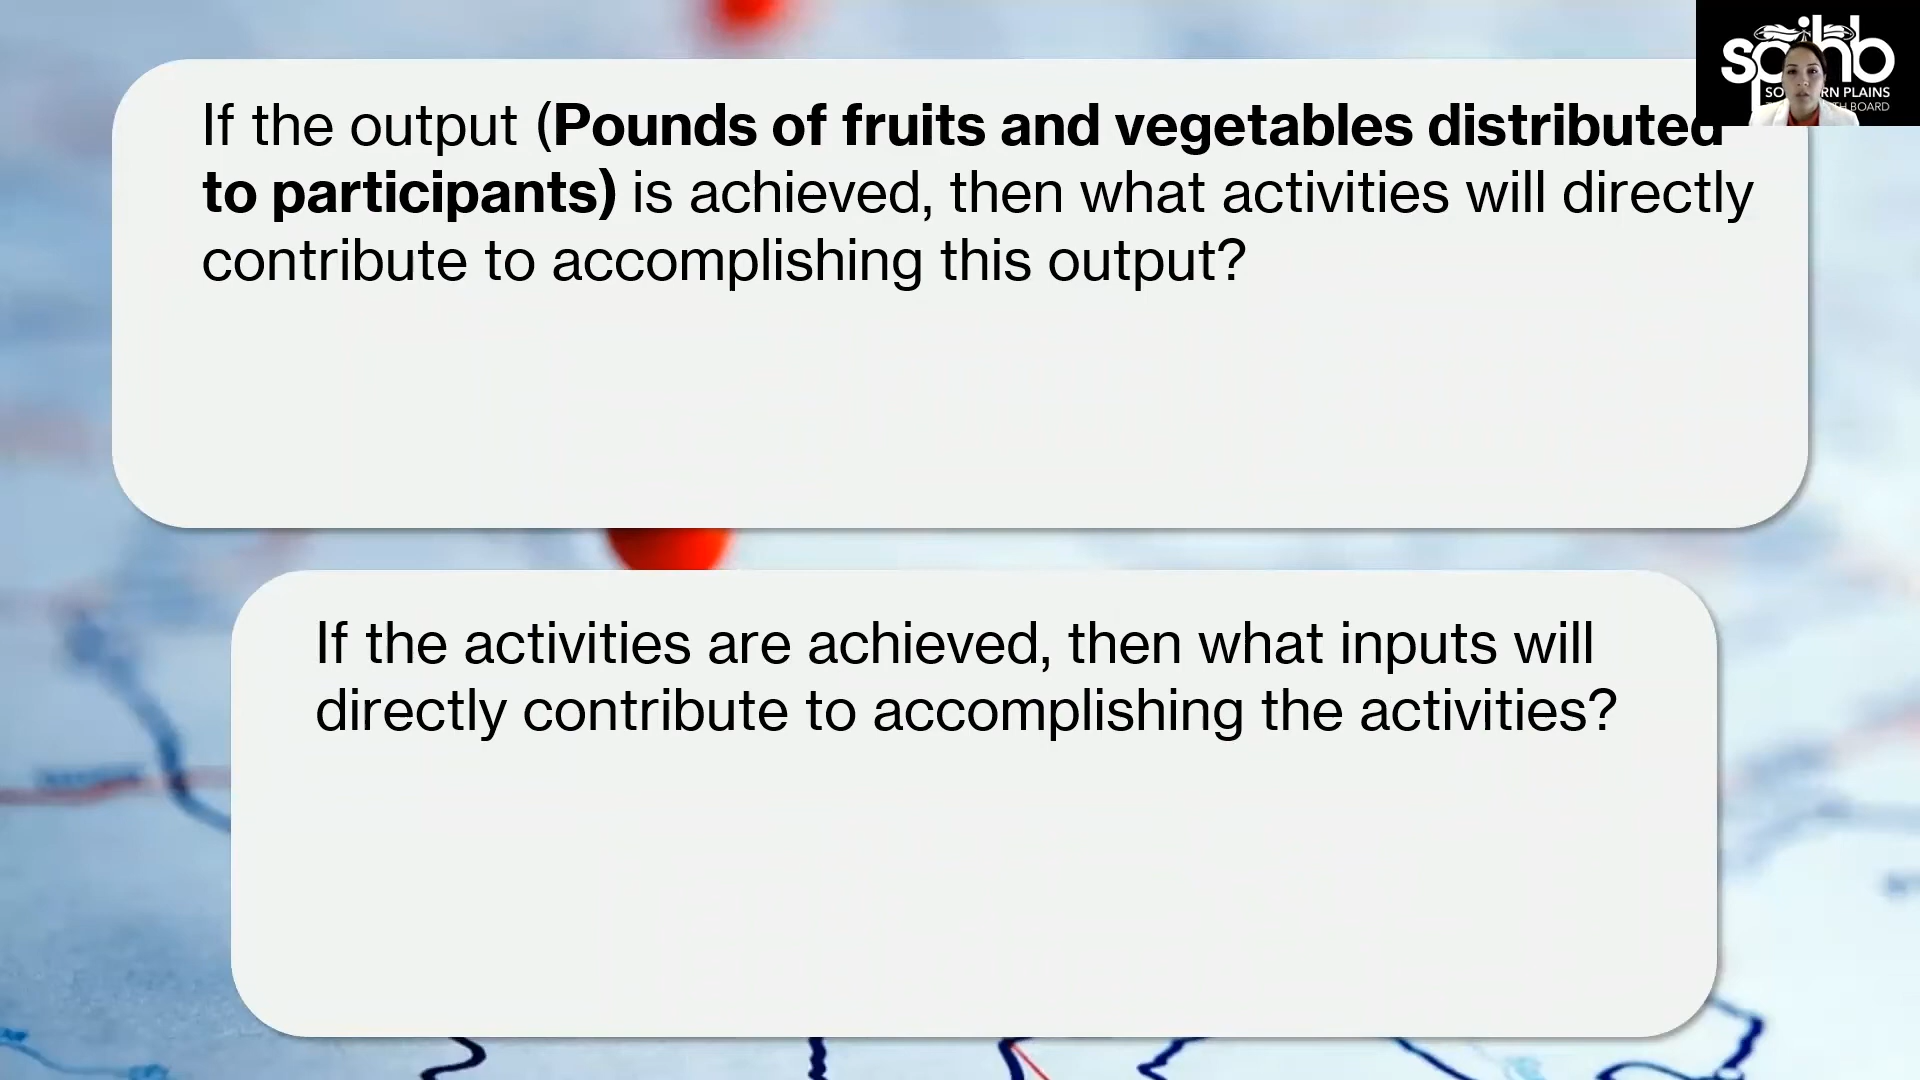 If the output (Pounds of fruits and vegetables distributed
to participants) is achieved, then what activities will directly
contribute to accomplishing this output?
If the activities are achieved, then what inputs will
directly contribute to accomplishing the activities?
PLAINS
BOARD